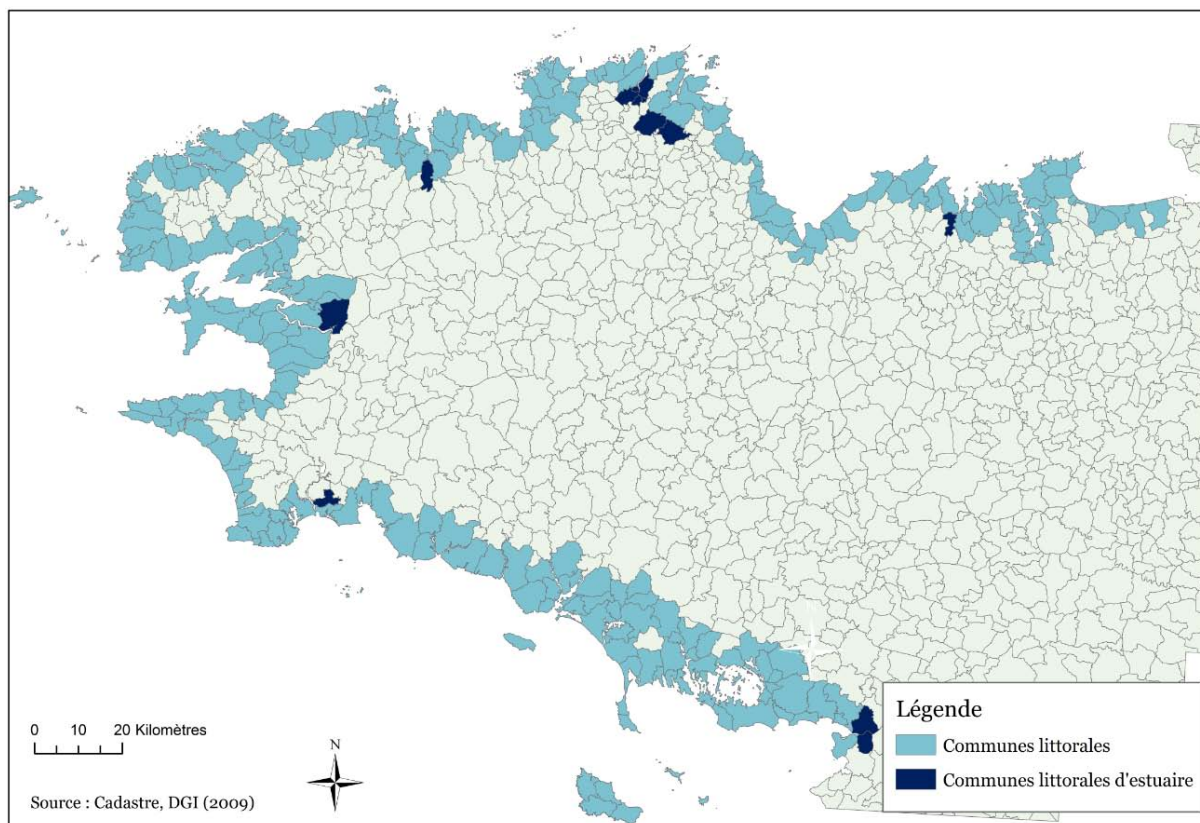 0 10 20 Kilomètres
N
Source : Cadastre, DGI (2009)
Légende
Communes littorales
Communes littorales d'estuaire